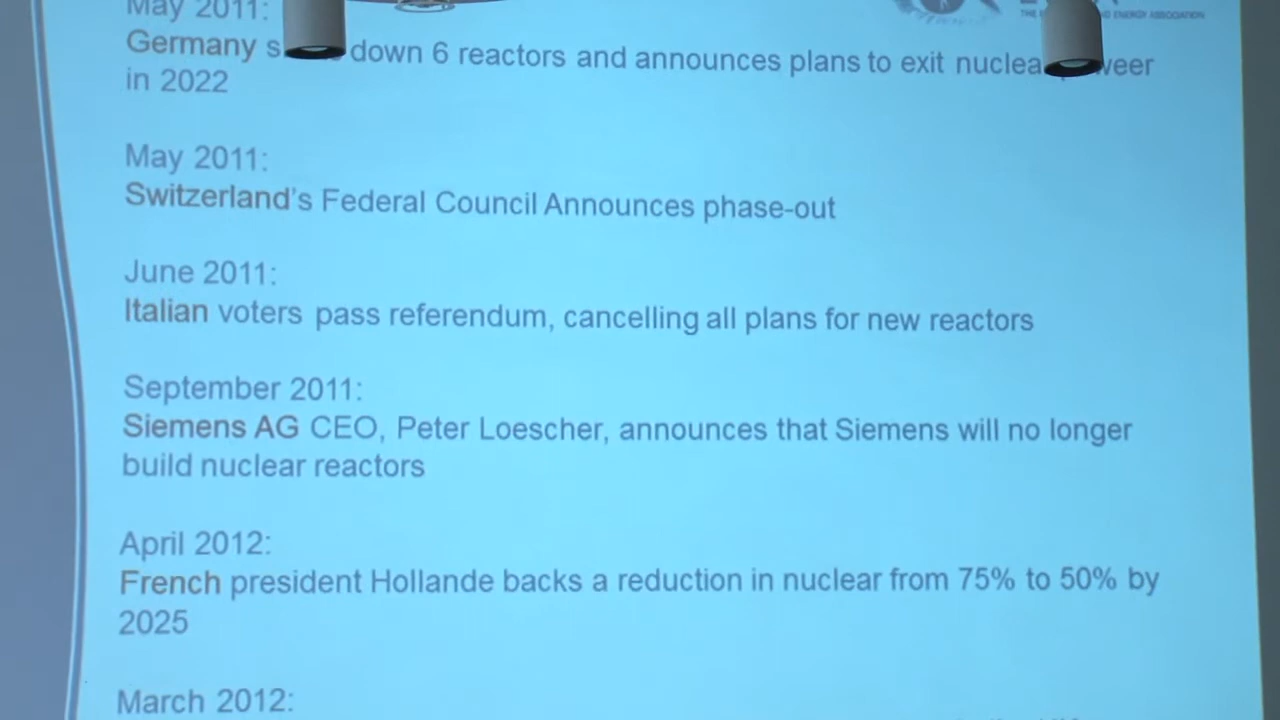 May 2011:
Germany s down 6 reactors and announces plans to exit nuclea weer
in 2022
May 2011:
Switzerland's Federal Council Announces phase-out
June 2011:
Italian voters pass referendum, cancelling all plans for new reactors
September 2011:
Siemens AG CEO, Peter Loescher, announces that Siemens will no longer
build nuclear reactors
April 2012:
French president Hollande backs a reduction in nuclear from 75% to 50% by
2025
March 2012:
THE ENERGY ASSOCIATION